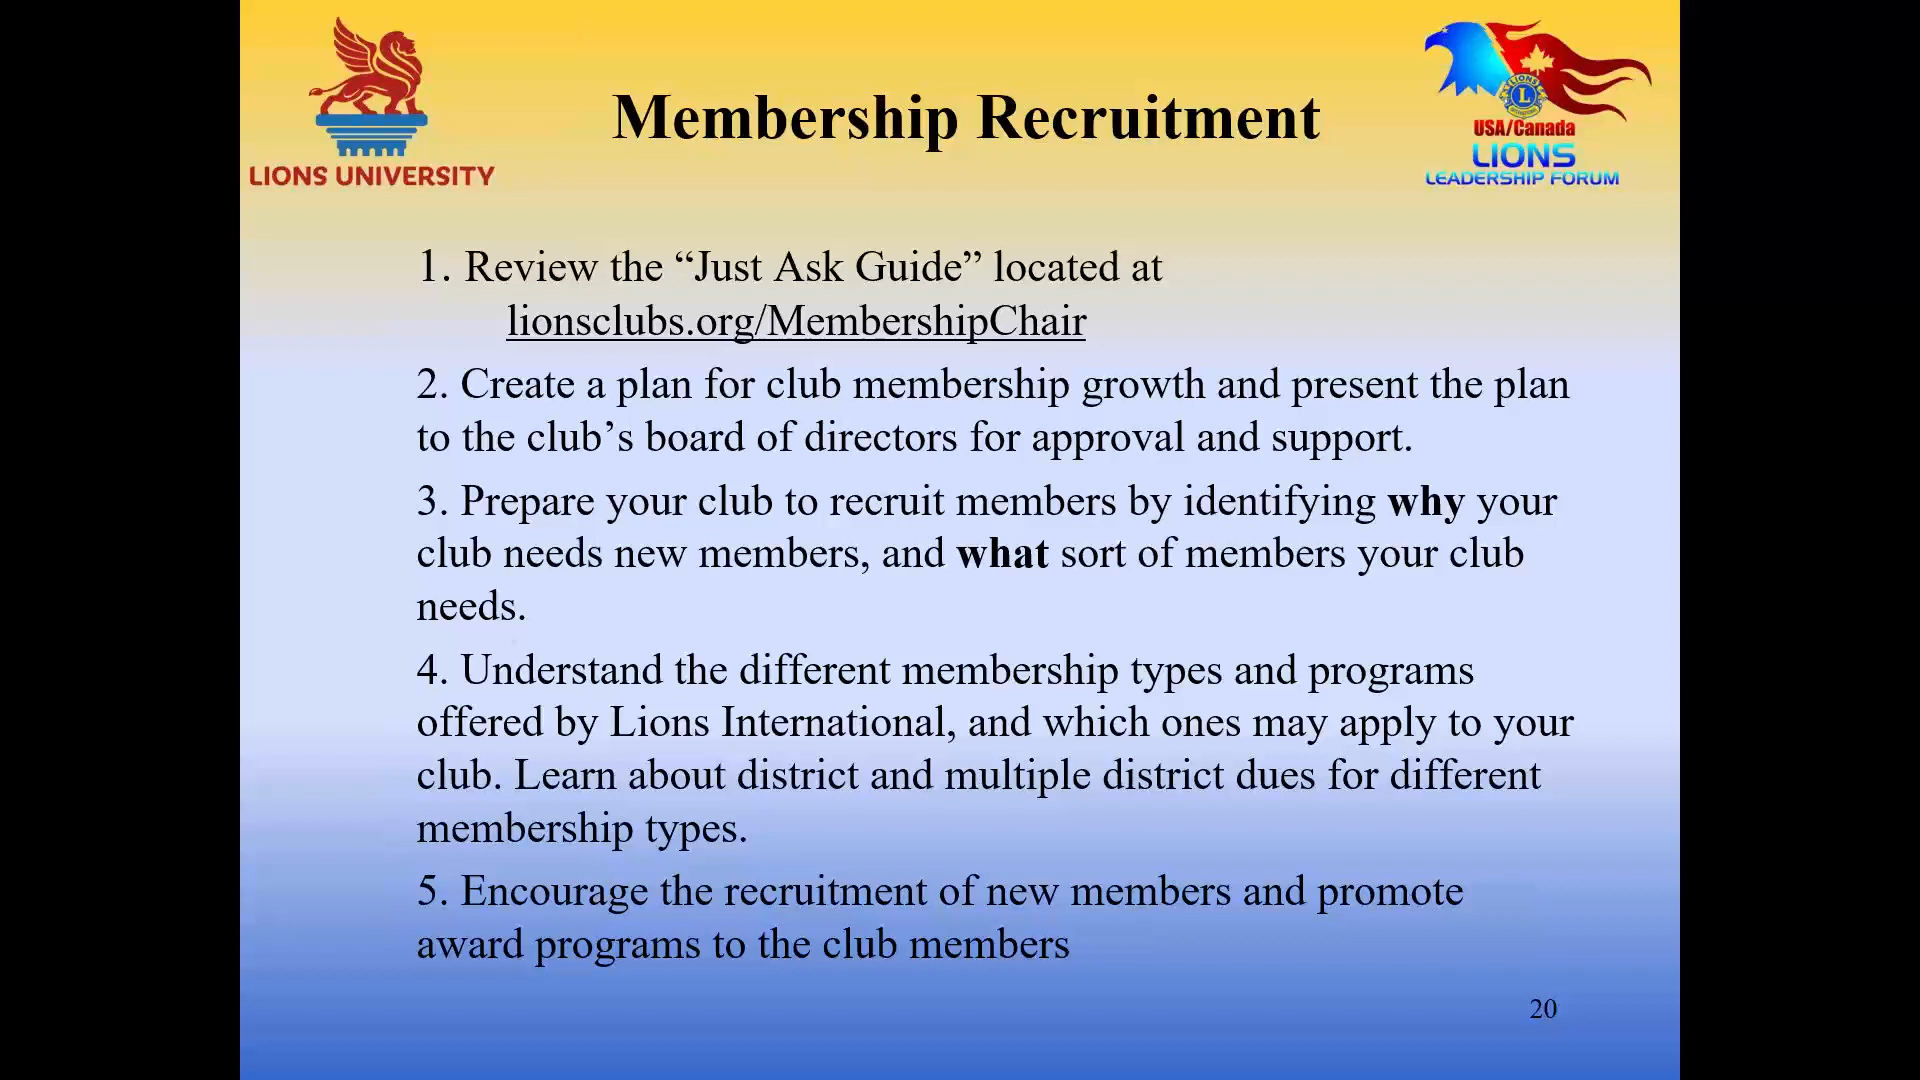 LIONS UNIVERSITY
Membership Recruitment
LIONS
L
USA/Canada
LIONS
LEADERSHIP FORUM
1. Review the “Just Ask Guide” located at
lionsclubs.org/MembershipChair
2. Create a plan for club membership growth and present the plan
to the club’s board of directors for approval and support.
3. Prepare your club to recruit members by identifying why your
club needs new members, and what sort of members your club
needs.
4. Understand the different membership types and programs
offered by Lions International, and which ones may apply to your
club. Learn about district and multiple district dues for different
membership types.
5. Encourage the recruitment of new members and promote
award programs to the club members
20